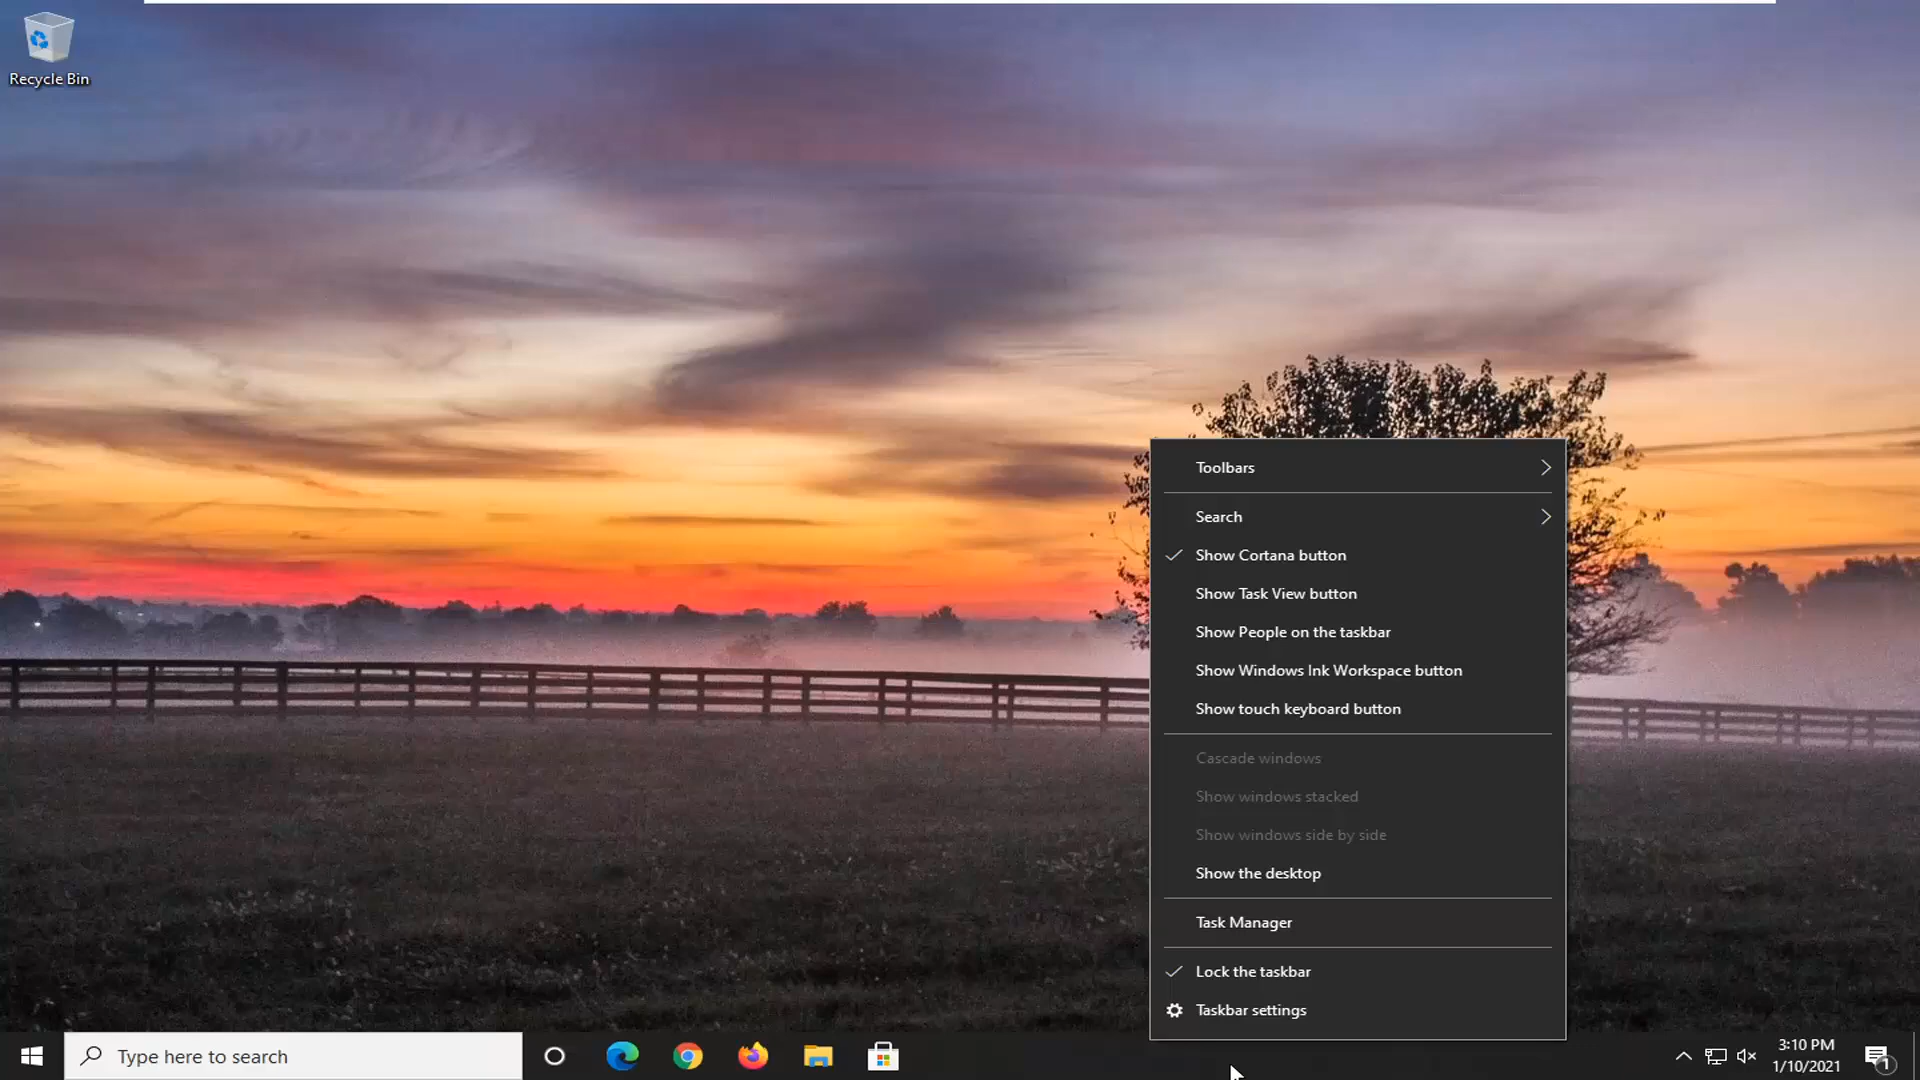 Recycle Bin
Toolbars
Search
Show Cortana button
Show Task View button
Show People on the taskbar
Show Windows Ink Workspace button
Show touch keyboard button
Cascade windows
Show windows stacked
Show windows side by side
Show the desktop
Task Manager
Lock the taskbar
Taskbar settings
Type here to search
3:10 PM
1/10/2021
1